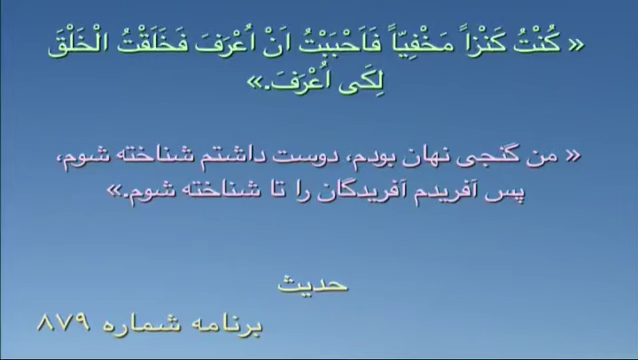 « كُنْتُ كَنْزاً مَخْفِيّاً فَاَحْبَبْتُ اَنْ اُعْرَفَ فَخَلَقْتُ الْخَلْقَ
لِكَی اُعْرَفَ.»
« من گنجی نهان بودم، دوست داشتم شناخته شوم،
پس آفریدم آفریدگان را تا شناخته شوم.»
حدیث
برنامه شماره ۸۷۹